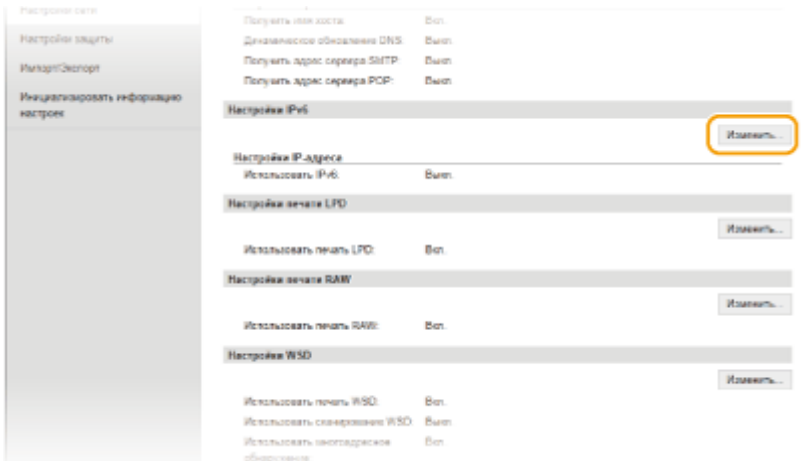 Настройки сети
Настройки защиты
Импорт/Экспорт
Инициализировать информацию
настроек
Получить имя хоста: Вкл.
Динамическое обновление DNS: Выкл.
Получить адрес сервера SMTP: Выкл.
Получить адрес сервера POP: Выкл.
Настройки IPv6
Изменить...
Настройки IP-адреса
Использовать IPv6: Выкл.
Настройки печати LPD
Изменить...
Использовать печать LPD: Вкл.
Настройки печати RAW
Изменить...
Использовать печать RAW: Вкл.
Настройки WSD
Изменить...
Использовать печать WSD: Вкл.
Использовать сканирование WSD: Выкл.
Использовать многоадресное Вкл.
обнаружение: